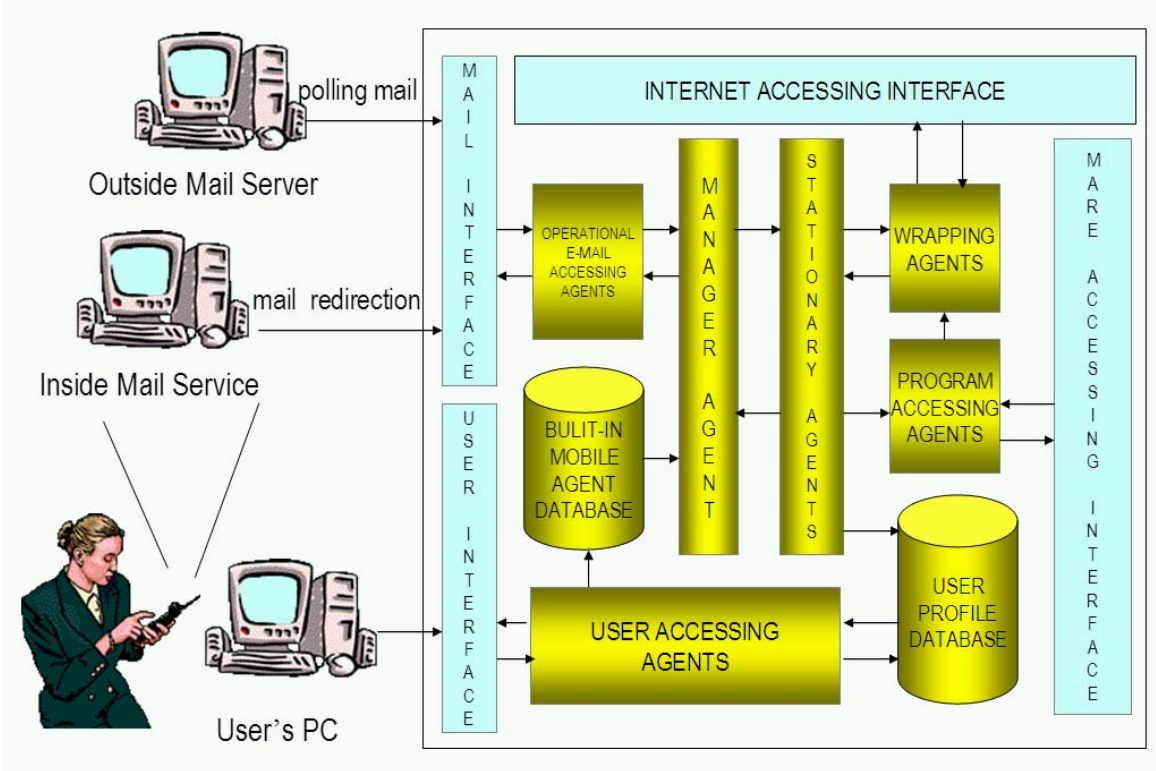 polling mail
Outside Mail Server
mail redirection
Inside Mail Service
User's PC
MAIL INTERFACE
USER INTERFACE
INTERNET ACCESSING INTERFACE
OPERATIONAL
E-MAIL
ACCESSING
AGENTS
MANAGER AGENT
STATIONARY AGENTS
WRAPPING
AGENTS
PROGRAM
ACCESSING
AGENTS
BULIT-IN
MOBILE
AGENT
DATABASE
USER ACCESSING
AGENTS
USER
PROFILE
DATABASE
MARE ACCESSING INTERFACE